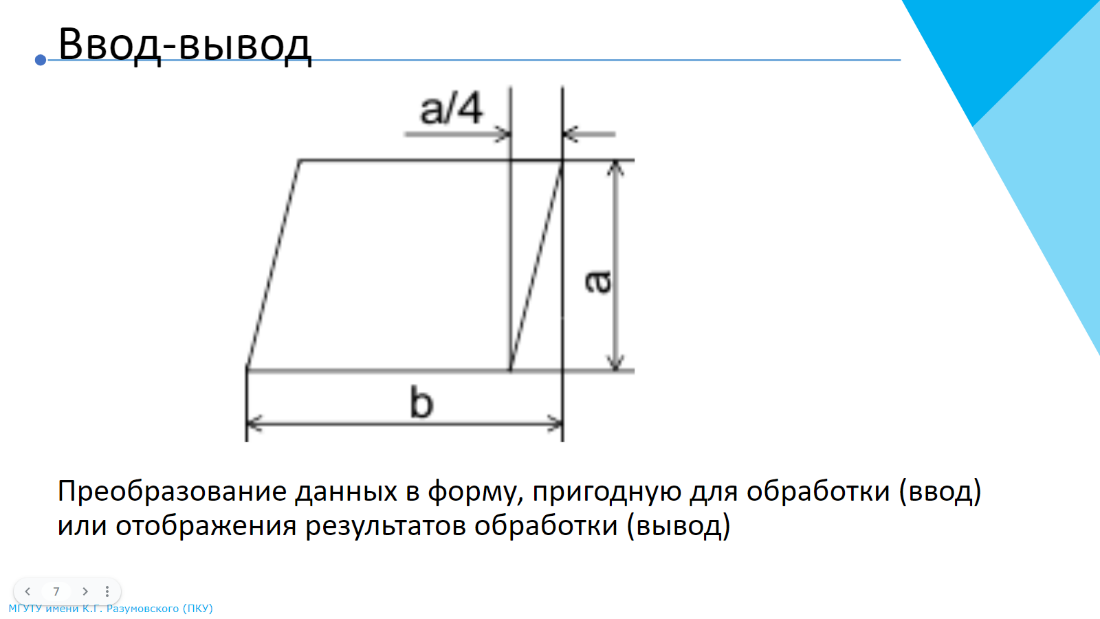 Ввод-вывод
a/4
a
b
Преобразование данных в форму, пригодную для обработки (ввод)
или отображения результатов обработки (вывод)
7
МГУТУ имени К.Г. Разумовского (ПКУ)